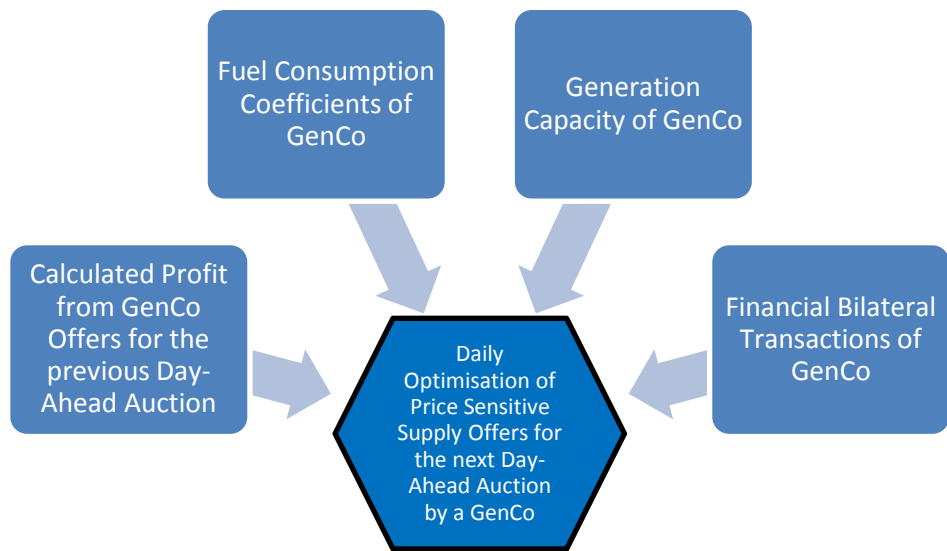 Fuel Consumption
Coefficients of
GenCo
Generation
Capacity of GenCo
Calculated Profit
from GenCo
Offers for the
previous Day-
Ahead Auction
Financial Bilateral
Transactions of
GenCo
Daily
Optimisation of
Price Sensitive
Supply Offers for
the next Day-
Ahead Auction
by a GenCo